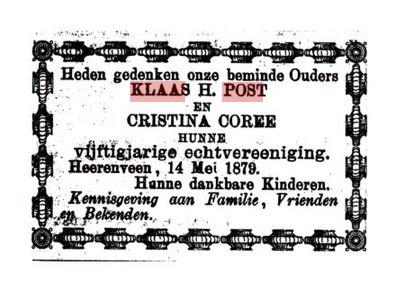 Heden gedenken onze beminde Ouders
KLAAS H. POST
EN
CRISTINA COREE
HUNNE
vijftigjarige echtvereeniging.
Heerenveen, 14 Mei 1879.
Hunne dankbare Kinderen.
Kennisgeving aan Familie, Vrienden
en Bekenden.